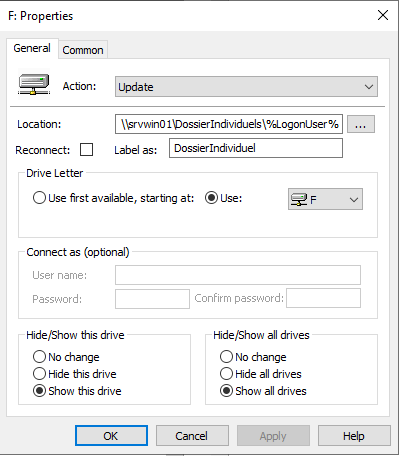 F: Properties
General Common
Action: Update
Location: \\srvwin01\DossierIndividuels\%LogonUser% ...
Reconnect: Label as: DossierIndividuel
Drive Letter
Use first available, starting at: Use: F
Connect as (optional)
User name:
Password: Confirm password:
Hide/Show this drive Hide/Show all drives
No change No change
Hide this drive Hide all drives
Show this drive Show all drives
OK Cancel Apply Help